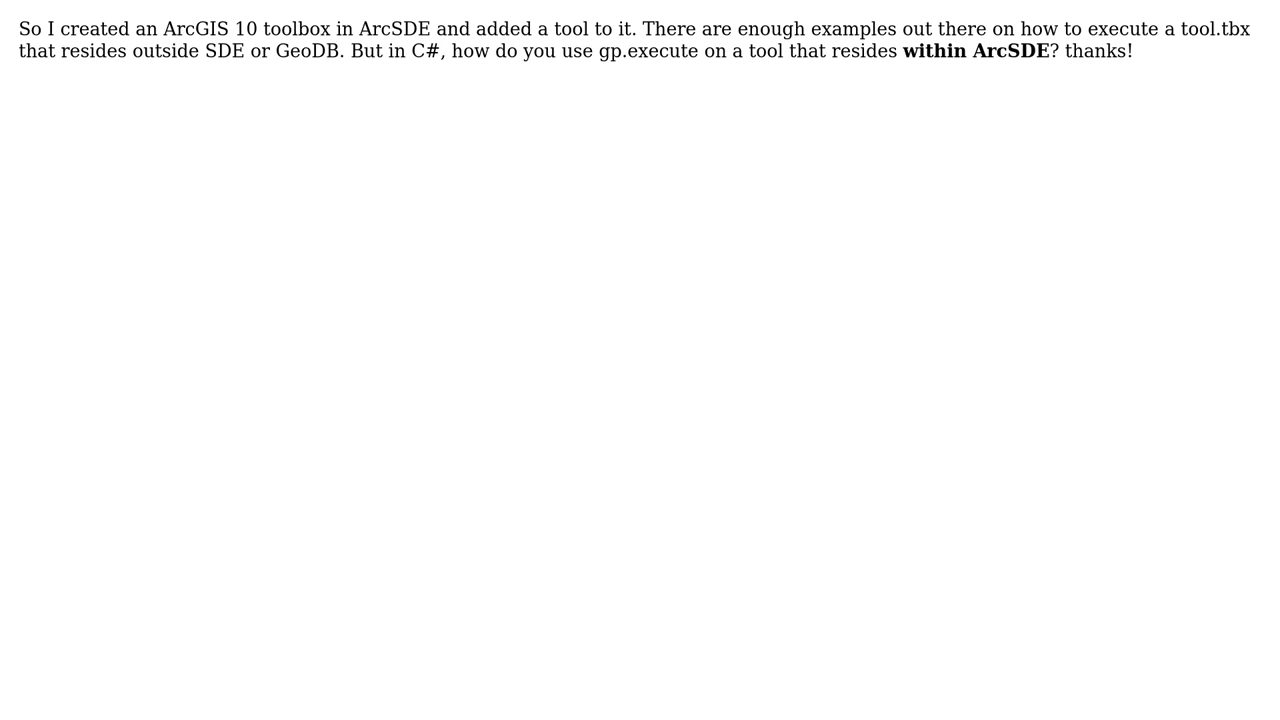 So I created an ArcGIS 10 toolbox in ArcSDE and added a tool to it. There are enough examples out there on how to execute a tool.tbx
that resides outside SDE or GeoDB. But in C#, how do you use gp.execute on a tool that resides within ArcSDE? thanks!